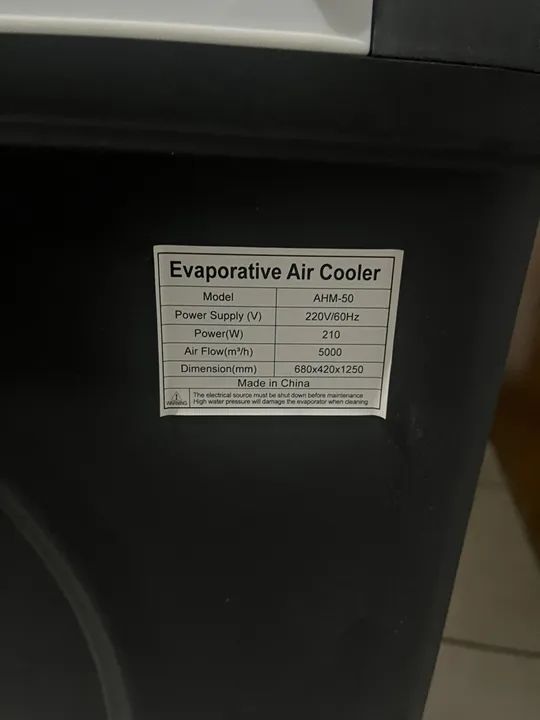 Evaporative Air Cooler
Model AHM-50
Power Supply (V) 220V/60Hz
Power(W) 210
Air Flow(m³/h) 5000
Dimension(mm) 680x420x1250
Made in China
WARNING The electrical source must be shut down before maintenance
High water pressure will damage the evaporator when cleaning